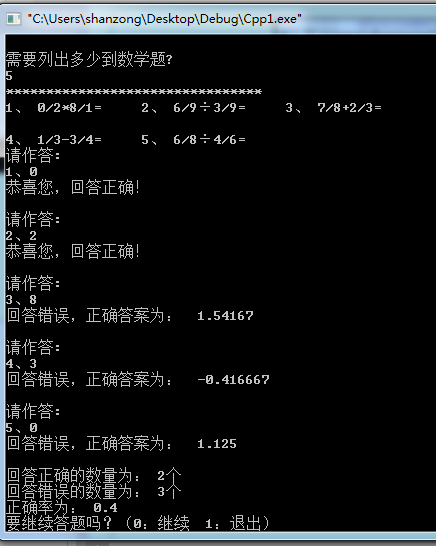 "C:\Users\shanzong\Desktop\Debug\Cpp1.exe"
需要列出多少到数学题?
5
********************************
1、 0/2*8/1=    2、 6/9÷3/9=    3、 7/8+2/3=
4、 1/3-3/4=    5、 6/8÷4/6=
请作答:
1、0
恭喜您,回答正确!
请作答:
2、2
恭喜您,回答正确!
请作答:
3、8
回答错误,正确答案为:  1.54167
请作答:
4、3
回答错误,正确答案为:  -0.416667
请作答:
5、0
回答错误,正确答案为:  1.125
回答正确的数量为: 2个
回答错误的数量为: 3个
正确率为: 0.4
要继续答题吗?(0:继续  1:退出)